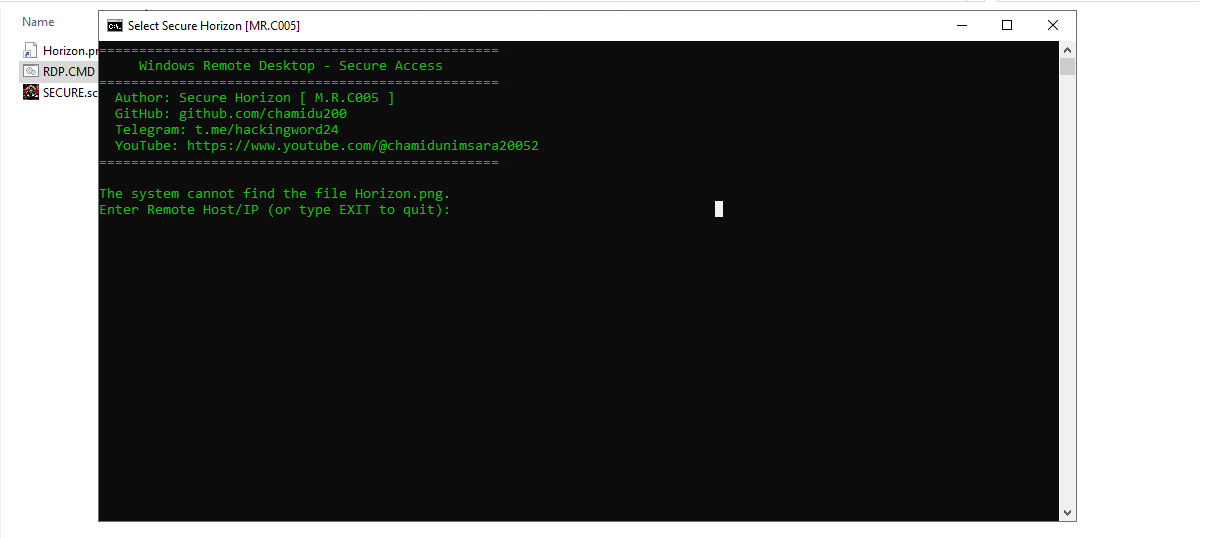 Name
Select Secure Horizon [MR.C005]
Horizon.pr
RDP.CMD
SECURE.sc
==================================================
Windows Remote Desktop - Secure Access
==================================================
Author: Secure Horizon [ M.R.C005 ]
GitHub: github.com/chamidu200
Telegram: t.me/hackingword24
YouTube: https://www.youtube.com/@chamidunimsara20052
==================================================
The system cannot find the file Horizon.png.
Enter Remote Host/IP (or type EXIT to quit):